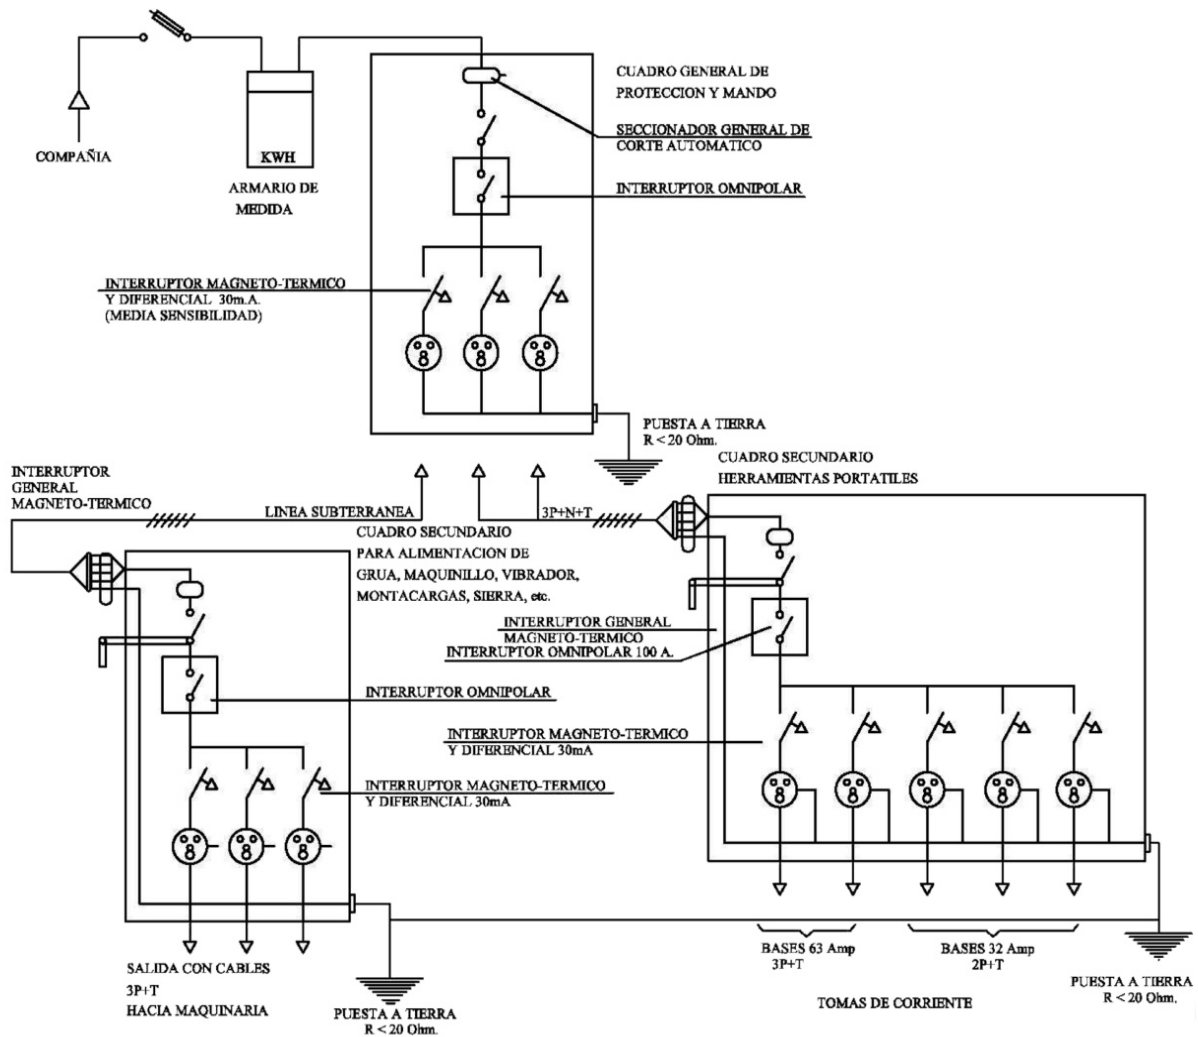 COMPAÑIA
KWH
ARMARIO DE
MEDIDA
CUADRO GENERAL DE
PROTECCION Y MANDO
SECCIONADOR GENERAL DE
CORTE AUTOMATICO
INTERRUPTOR OMNIPOLAR
INTERRUPTOR MAGNETO-TERMICO
Y DIFERENCIAL 30m.A.
(MEDIA SENSIBILIDAD)
PUESTA A TIERRA
R < 20 Ohm.
INTERRUPTOR
GENERAL
MAGNETO-TERMICO
LINEA SUBTERRANEA
3P+N+T
CUADRO SECUNDARIO
HERRAMIENTAS PORTATILES
CUADRO SECUNDARIO
PARA ALIMENTACION DE
GRUA, MAQUINILLO, VIBRADOR,
MONTACARGAS, SIERRA, etc.
INTERRUPTOR GENERAL
MAGNETO-TERMICO
INTERRUPTOR OMNIPOLAR 100 A.
INTERRUPTOR OMNIPOLAR
INTERRUPTOR MAGNETO-TERMICO
Y DIFERENCIAL 30mA
INTERRUPTOR MAGNETO-TERMICO
Y DIFERENCIAL 30mA
SALIDA CON CABLES
3P+T
HACIA MAQUINARIA
PUESTA A TIERRA
R < 20 Ohm.
BASES 63 Amp
3P+T
BASES 32 Amp
2P+T
TOMAS DE CORRIENTE
PUESTA A TIERRA
R < 20 Ohm.